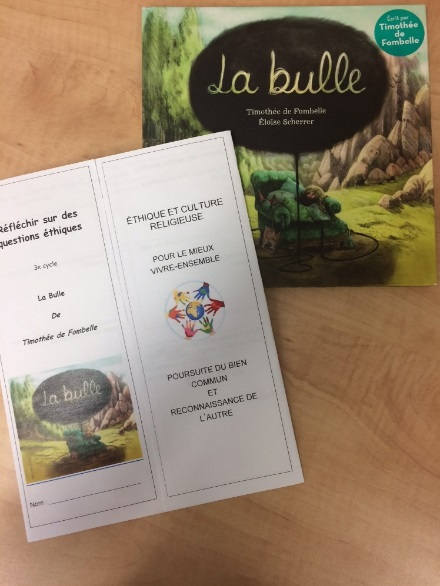 La bulle
Timothée de Fombelle
Éloïse Scherrer
Écrit par
Timothée
de
Fombelle
Réfléchir sur des
questions éthiques
3e cycle
La Bulle
De
Timothée de Fombelle
La bulle
Nom
ÉTHIQUE ET CULTURE
RELIGIEUSE
POUR LE MIEUX
VIVRE-ENSEMBLE
POURSUITE DU BIEN
COMMUN
ET
RECONNAISSANCE DE
L'AUTRE